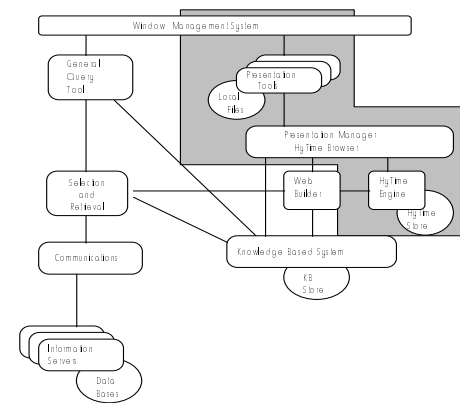 Window Management System
General
Query
Tool
Presentation
Tools
Local
Files
Presentation Manager
HyTime Browser
Selection
and
Retrieval
Web
Builder
HyTime
Engine
HyTime
Store
Communications
Knowledge Based System
KB
Store
Information
Servers
Data
Bases